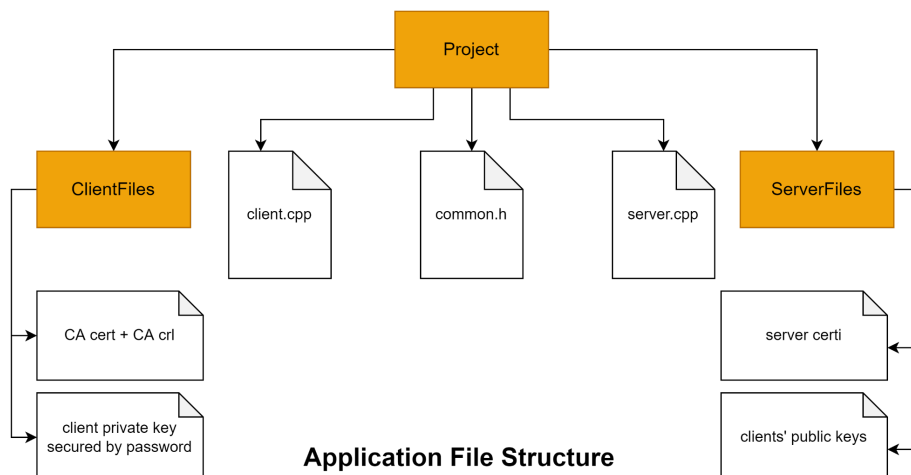 Project
ClientFiles
client.cpp
common.h
server.cpp
ServerFiles
CA cert + CA crl
server certi
client private key
secured by password
clients' public keys
Application File Structure